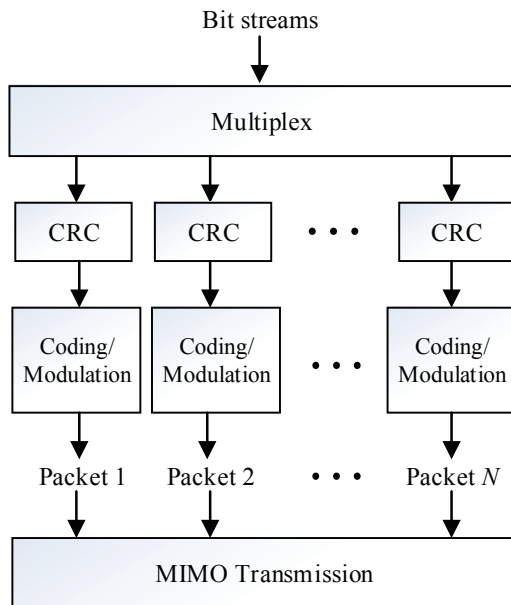 Bit streams
Multiplex
CRC CRC • • • CRC
Coding/ Coding/ Coding/
Modulation Modulation • • • Modulation
Packet 1 Packet 2 • • • Packet N
MIMO Transmission